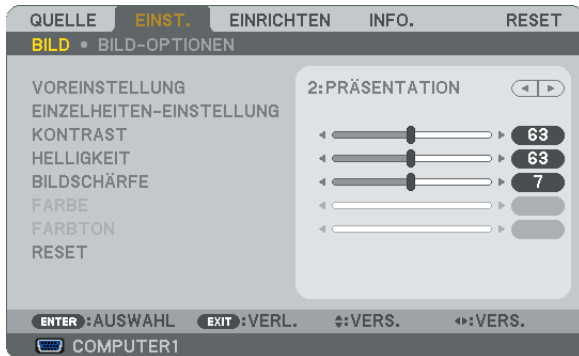 QUELLE EINST. EINRICHTEN INFO. RESET
BILD • BILD-OPTIONEN
VOREINSTELLUNG 2:PRÄSENTATION
EINZELHEITEN-EINSTELLUNG
KONTRAST 63
HELLIGKEIT 63
BILDSCHÄRFE 7
FARBE
FARBTON
RESET
ENTER :AUSWAHL EXIT :VERL. :VERS. :VERS.
COMPUTER1